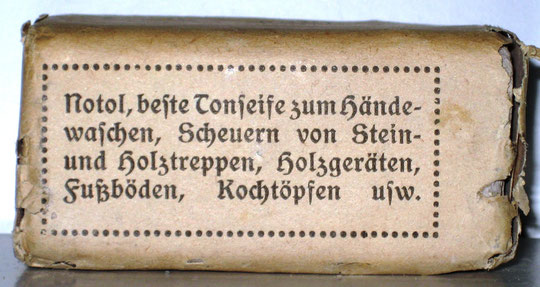 Notol, beſte Tonſeife zum Hände-
waſchen, Scheuern von Stein-
und Holztreppen, Holzgeräten,
Fußböden, Kochtöpfen uſw.